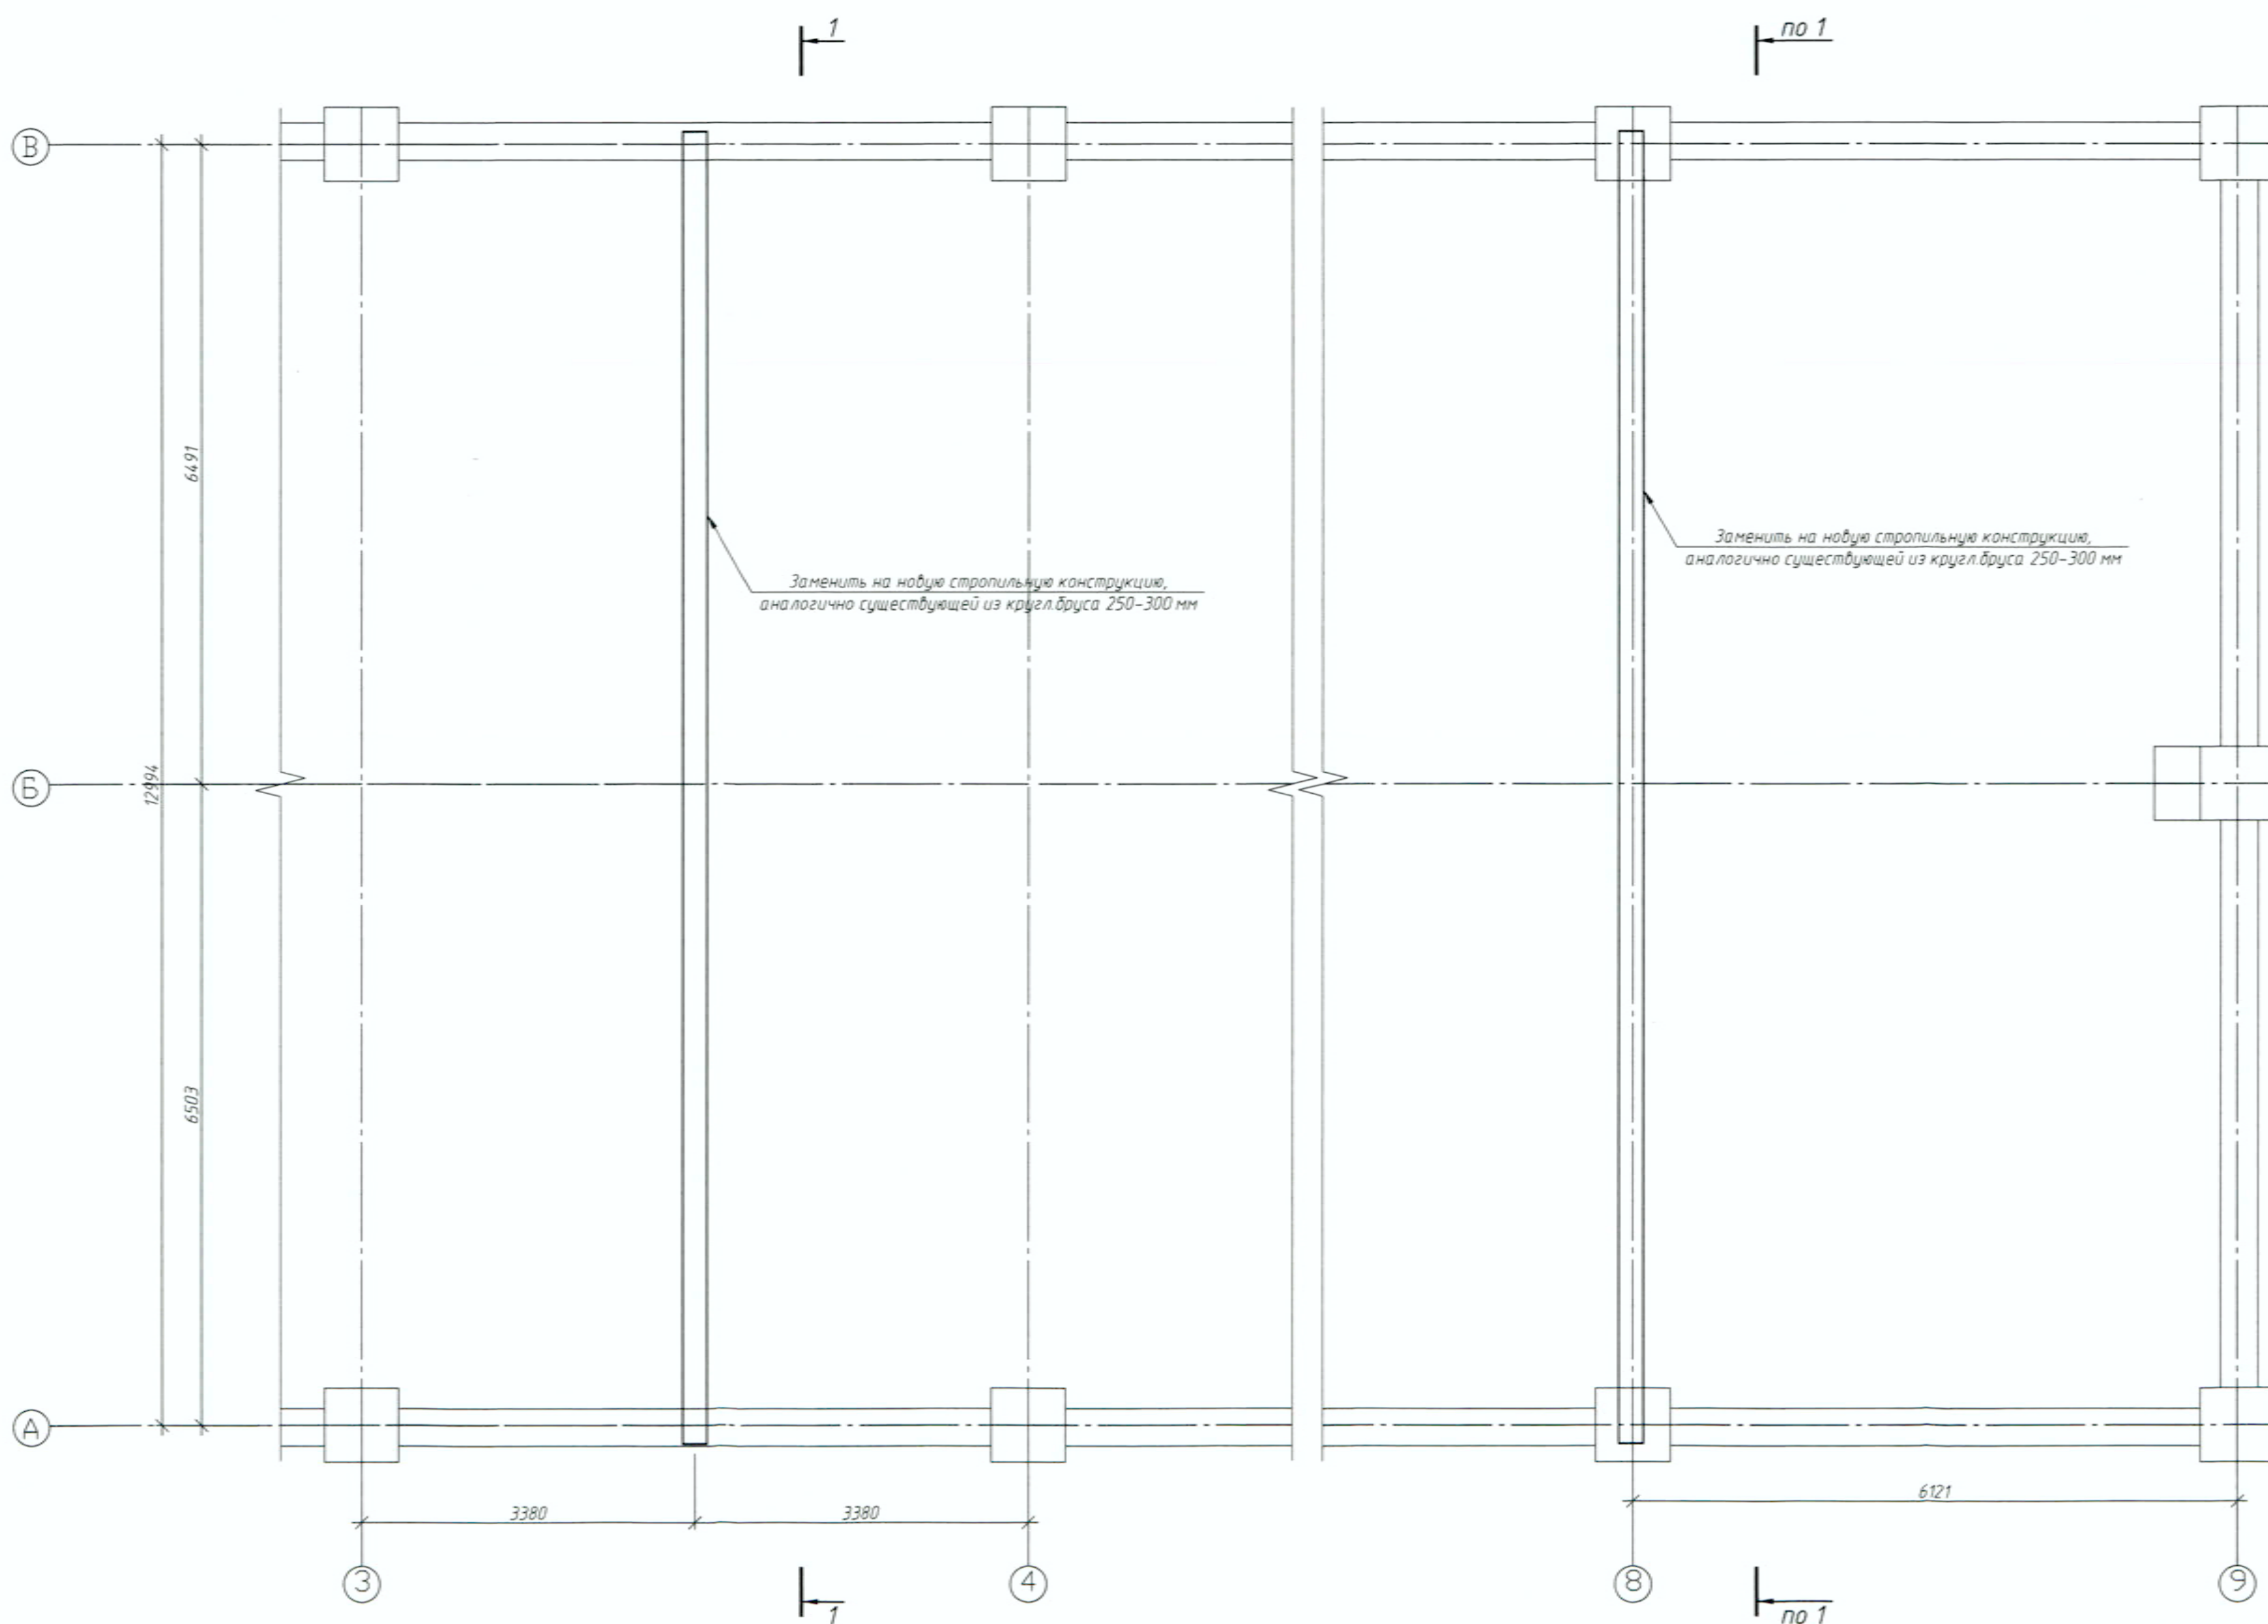 1
по 1
В
6491
Заменить на новую стропильную конструкцию,
аналогично существующей из кругл.бруса 250-300 мм
Заменить на новую стропильную конструкцию,
аналогично существующей из кругл.бруса 250-300 мм
Б
12994
6503
А
3380
3380
6121
3
4
8
9
1
по 1